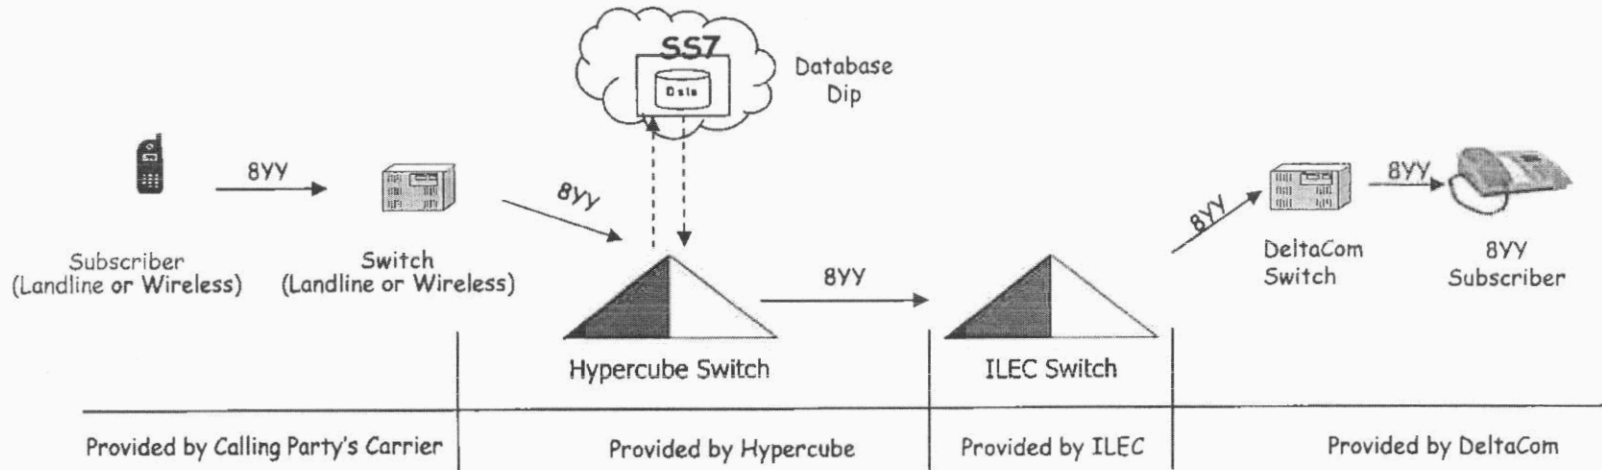 SS7
Data
Database
Dip
8YY
8YY
8YY
8YY
8YY
Subscriber
(Landline or Wireless)
Switch
(Landline or Wireless)
DeltaCom
Switch
8YY
Subscriber
Hypercube Switch
ILEC Switch
Provided by Calling Party's Carrier
Provided by Hypercube
Provided by ILEC
Provided by DeltaCom